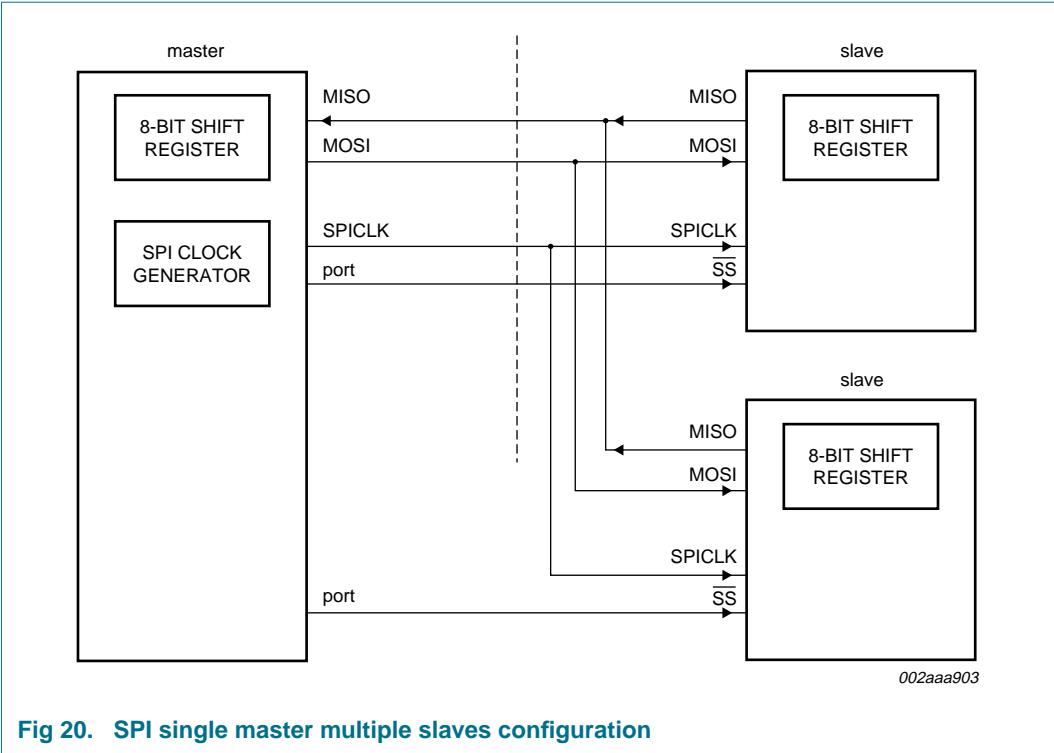 master
slave
MISO
MISO
8-BIT SHIFT
REGISTER
8-BIT SHIFT
REGISTER
MOSI
MOSI
SPICLK
SPICLK
SPI CLOCK
GENERATOR
port
SS
slave
MISO
8-BIT SHIFT
REGISTER
MOSI
SPICLK
port
SS
002aaa903
Fig 20. SPI single master multiple slaves configuration